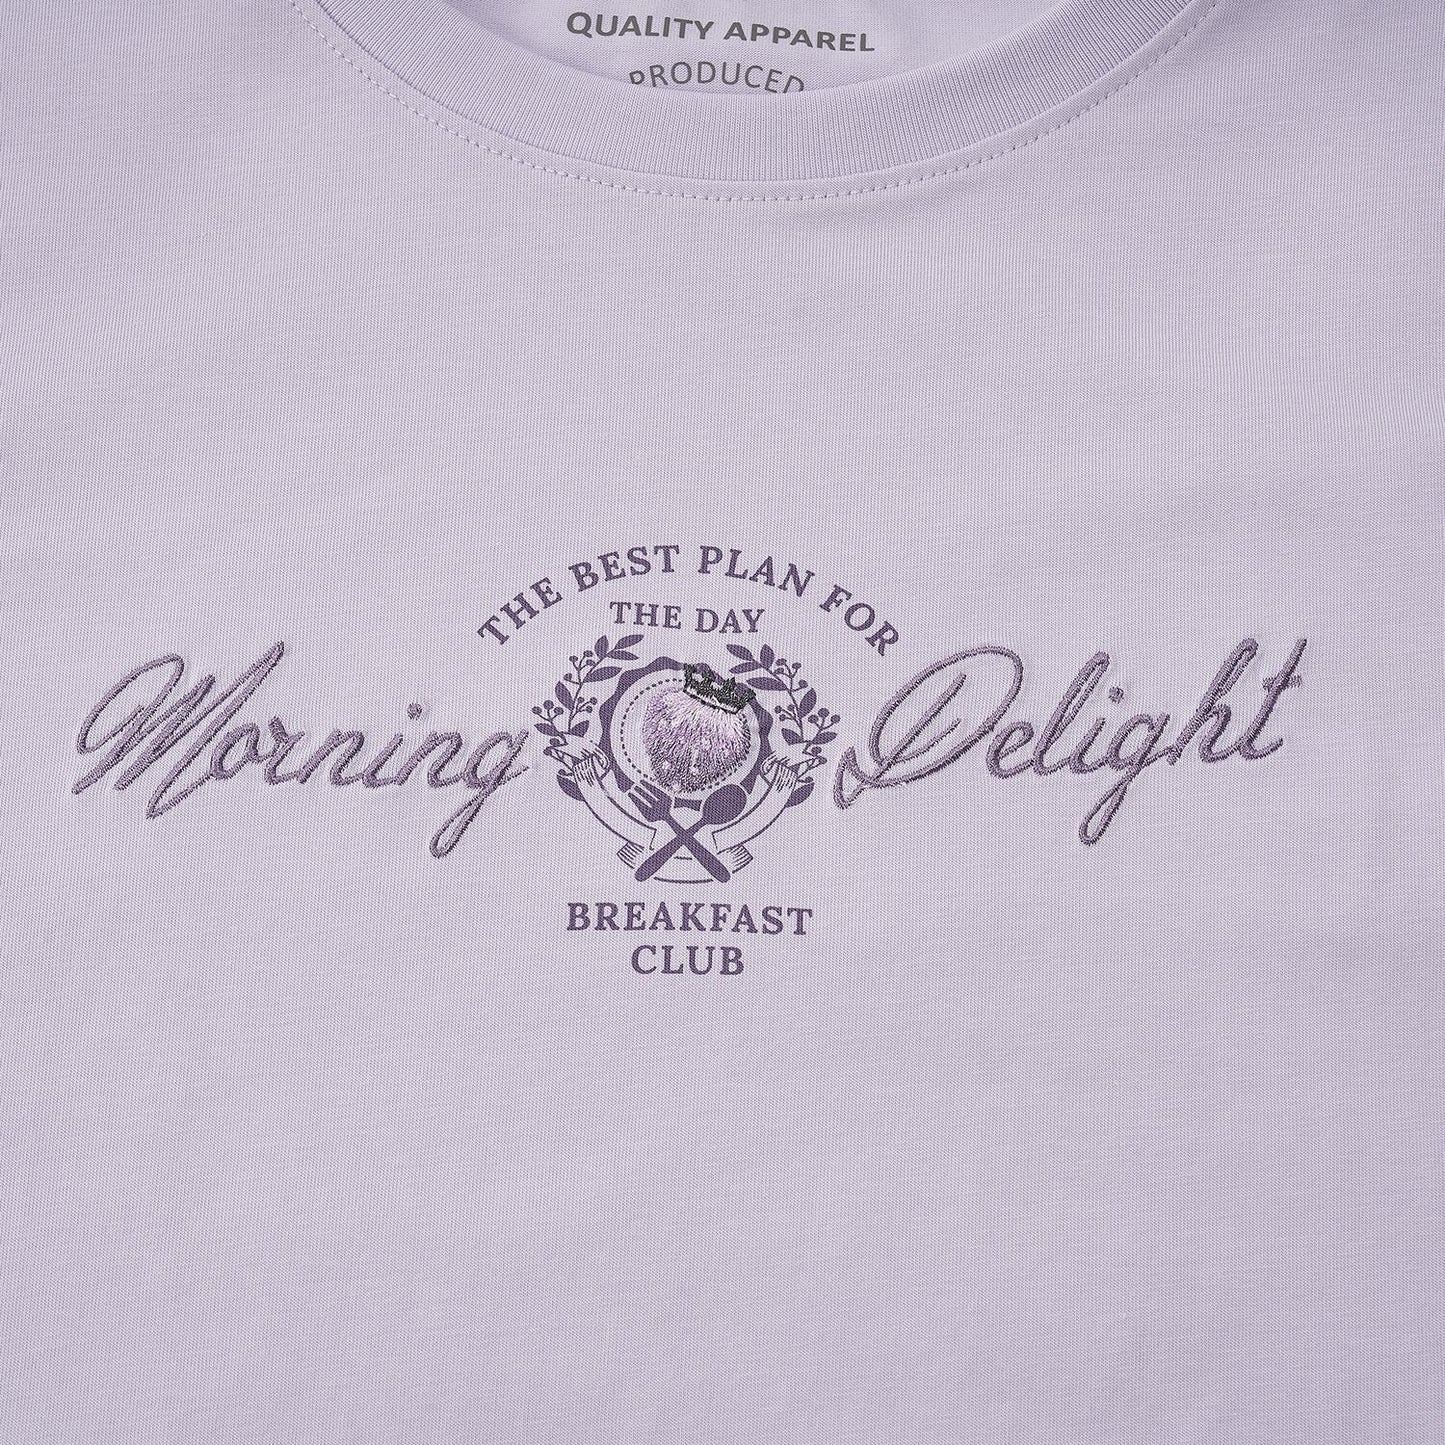 QUALITY APPAREL
PRODUCED
THE BEST PLAN FOR
THE DAY
Morning Delight
BREAKFAST
CLUB